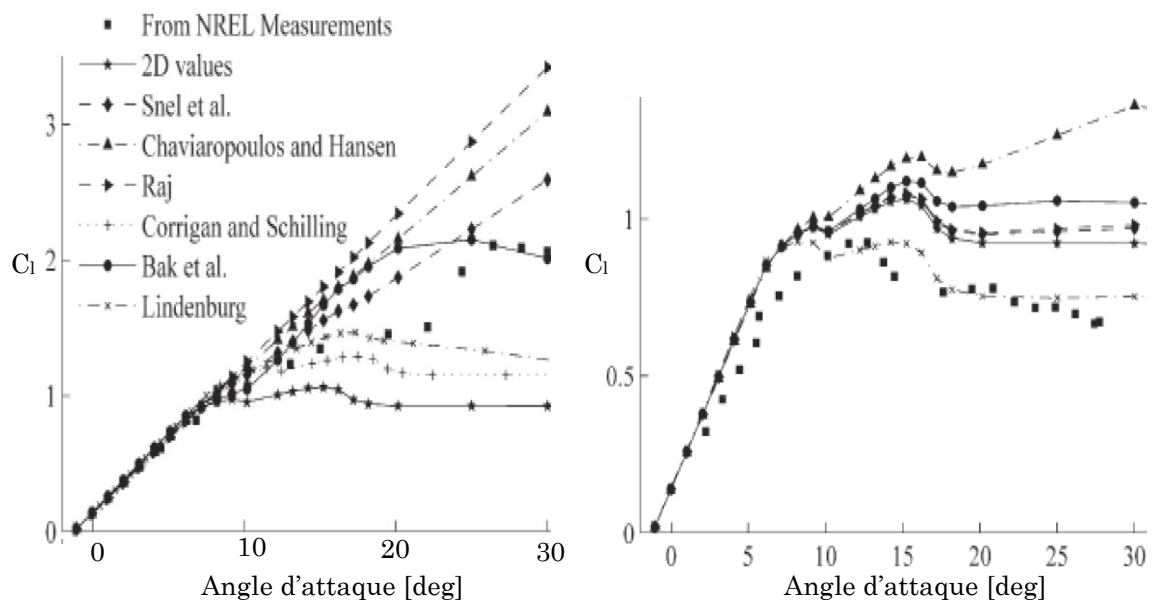 From NREL Measurements
2D values
Snel et al.
Chaviaropoulos and Hansen
Raj
Corrigan and Schilling
Bak et al.
Lindenburg
3
2
1
0
Cl
0 10 20 30
Angle d'attaque [deg]
1
0.5
0
Cl
0 5 10 15 20 25 30
Angle d'attaque [deg]